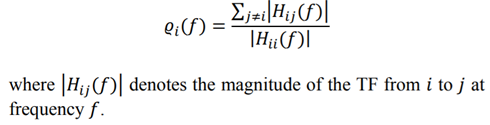 ϱᵢ(f) = ∑ⱼ≠ᵢ|Hᵢⱼ(f)| / |Hᵢᵢ(f)|
where |Hᵢⱼ(f)| denotes the magnitude of the TF from i to j at
frequency f.